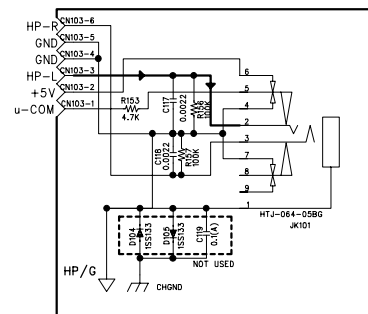 HP-R CN103-6
GND CN103-5
GND CN103-4
HP-L CN103-3
+5V CN103-2
u-COM CN103-1
R153
4.7K
C117
0.0022
R156
100K
C118
0.0022
R157
100K
6
5
4
2
3
7
8
9
1
HTJ-064-05BG
JK101
D104
1SS133
D105
1SS133
C119
0.1(A)
NOT USED
HP/G
CHGND